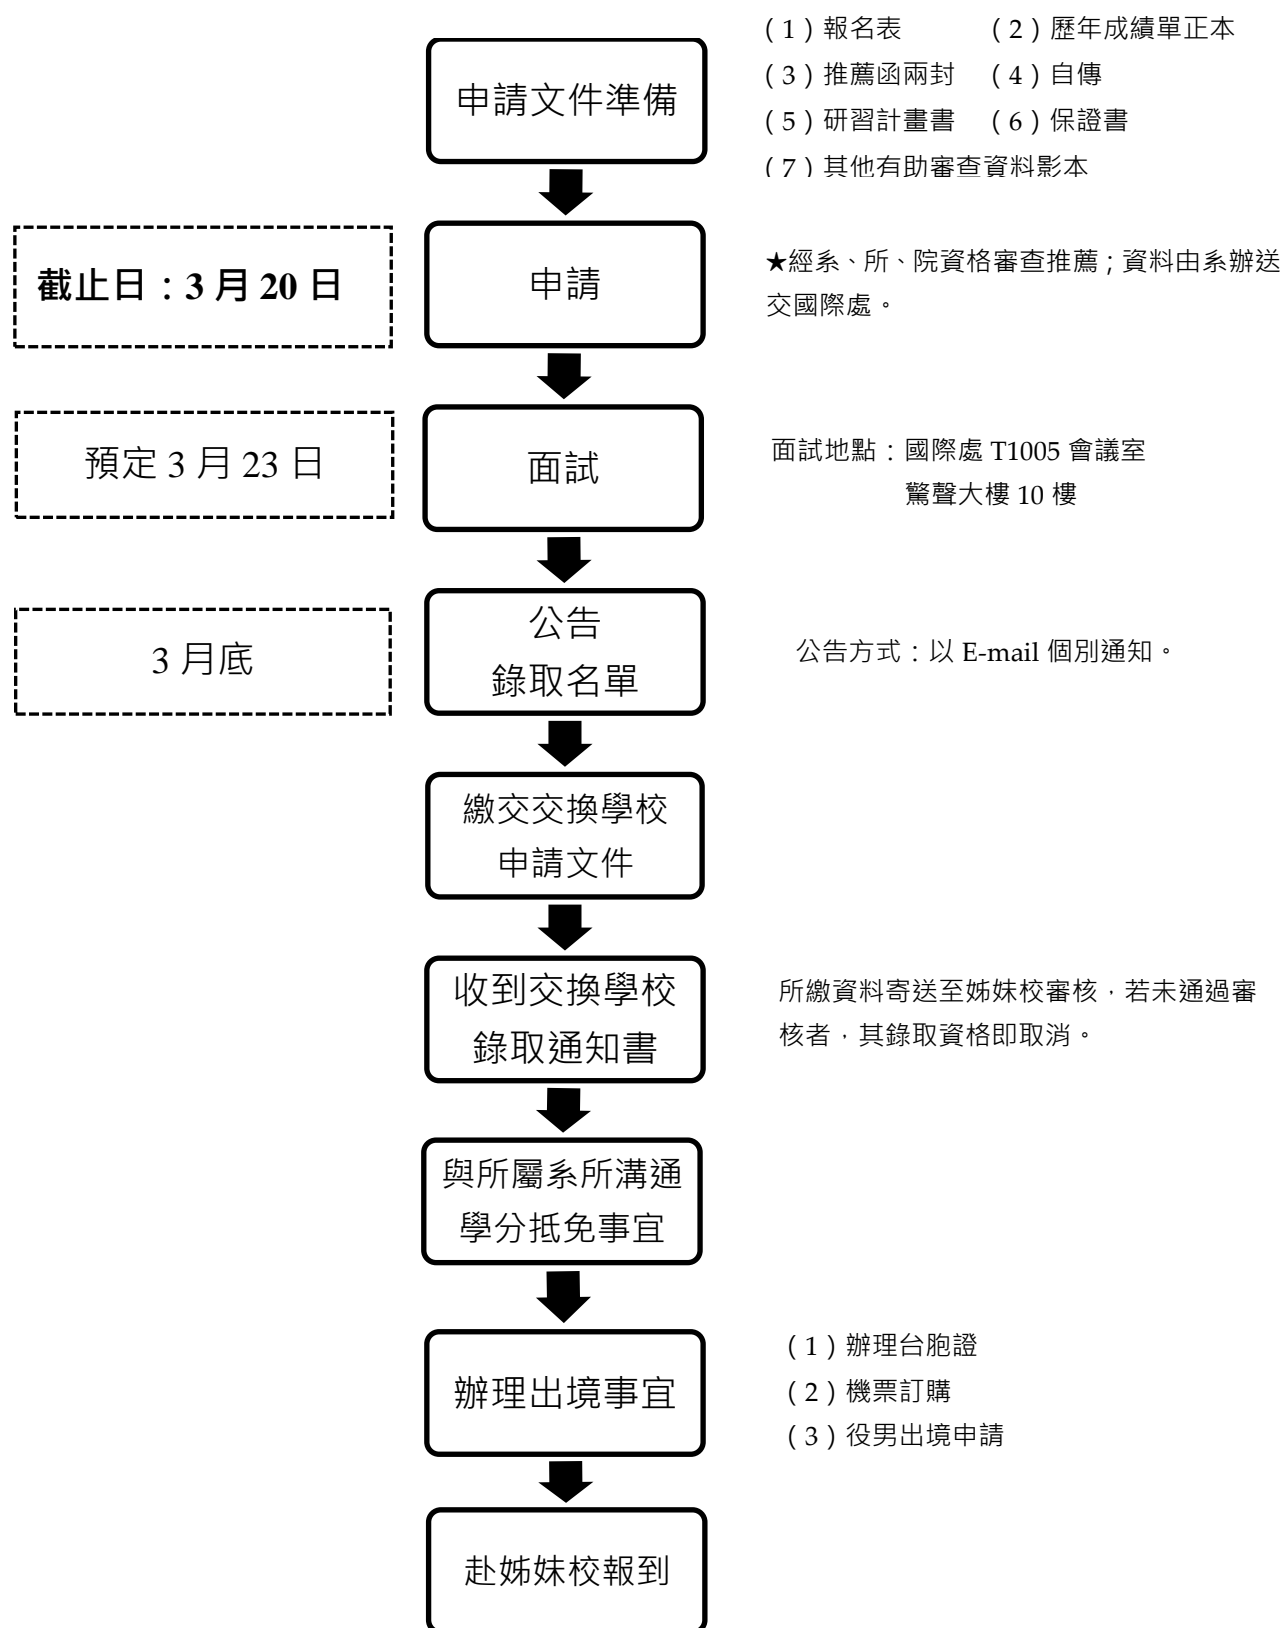 申請文件準備
(1)報名表 (2)歷年成績單正本
(3)推薦函兩封 (4)自傳
(5)研習計畫書 (6)保證書
(7)其他有助審查資料影本
截止日：3 月 20 日
申請
★經系、所、院資格審查推薦；資料由系辦送
交國際處。
預定 3 月 23 日
面試
面試地點：國際處 T1005 會議室
驚聲大樓 10 樓
3 月底
公告
錄取名單
公告方式：以 E-mail 個別通知。
繳交交換學校
申請文件
收到交換學校
錄取通知書
所繳資料寄送至姊妹校審核，若未通過審
核者，其錄取資格即取消。
與所屬系所溝通
學分抵免事宜
辦理出境事宜
(1)辦理台胞證
(2)機票訂購
(3)役男出境申請
赴姊妹校報到